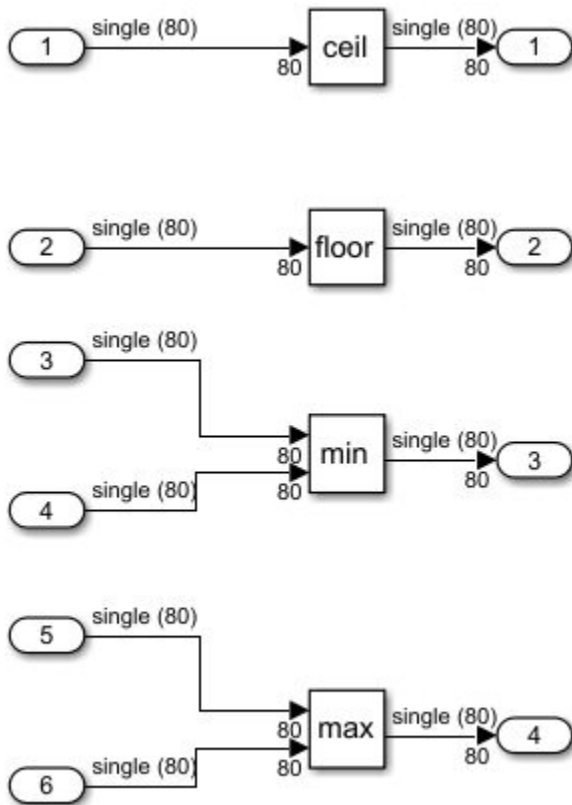 single (80) single (80)
1 ceil 1
80 80
single (80) single (80)
2 floor 2
80 80
single (80)
3
80 min single (80) 3
single (80) 80 80
4
single (80)
5
80 max single (80) 4
single (80) 80 80
6